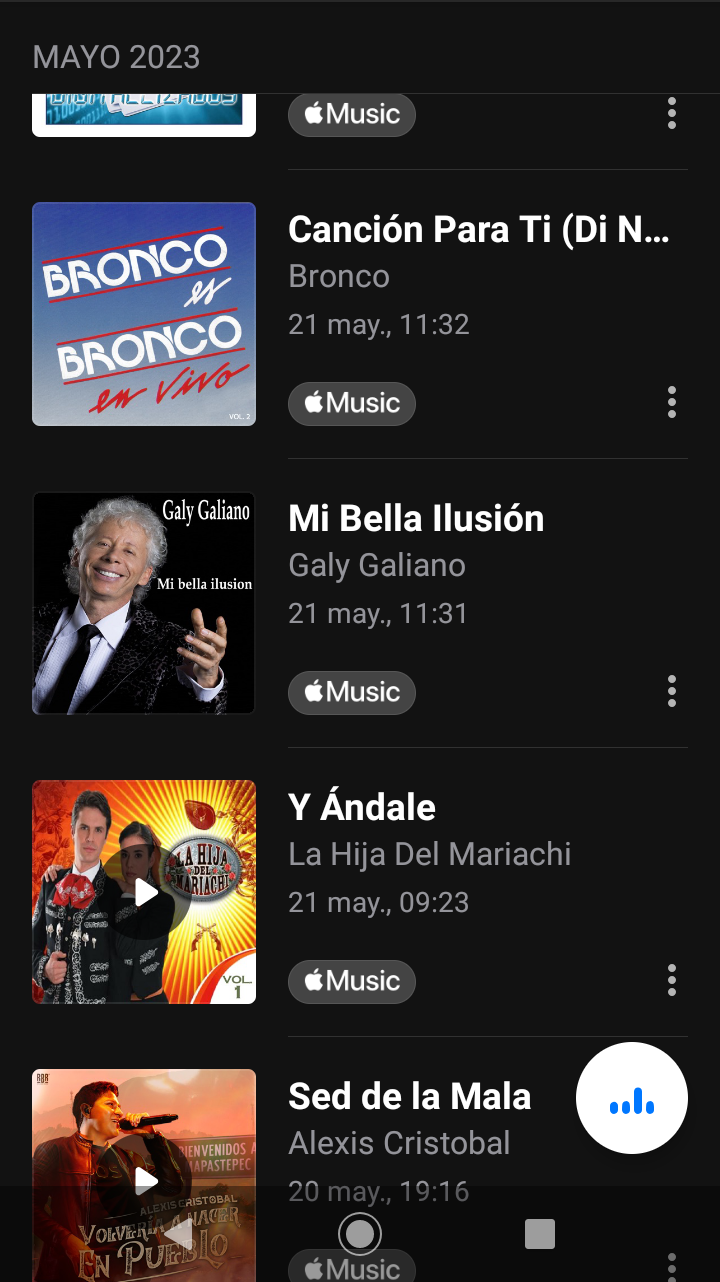 MAYO 2023
DIGITALLIZADOS
Music
BRONCO
es
BRONCO
en vivo
VOL. 2
Canción Para Ti (Di N...
Bronco
21 may., 11:32
Music
Galy Galiano
Mi bella ilusion
Mi Bella Ilusión
Galy Galiano
21 may., 11:31
Music
LA HIJA
DEL
MARIACHI
VOL.
1
Y Ándale
La Hija Del Mariachi
21 may., 09:23
Music
BIENVENIDOS A
MAPASTEPEC
ALEXIS CRISTOBAL
VOLVERÍA A NACER
EN PUEBLO
Sed de la Mala
Alexis Cristobal
20 may., 19:16
Music